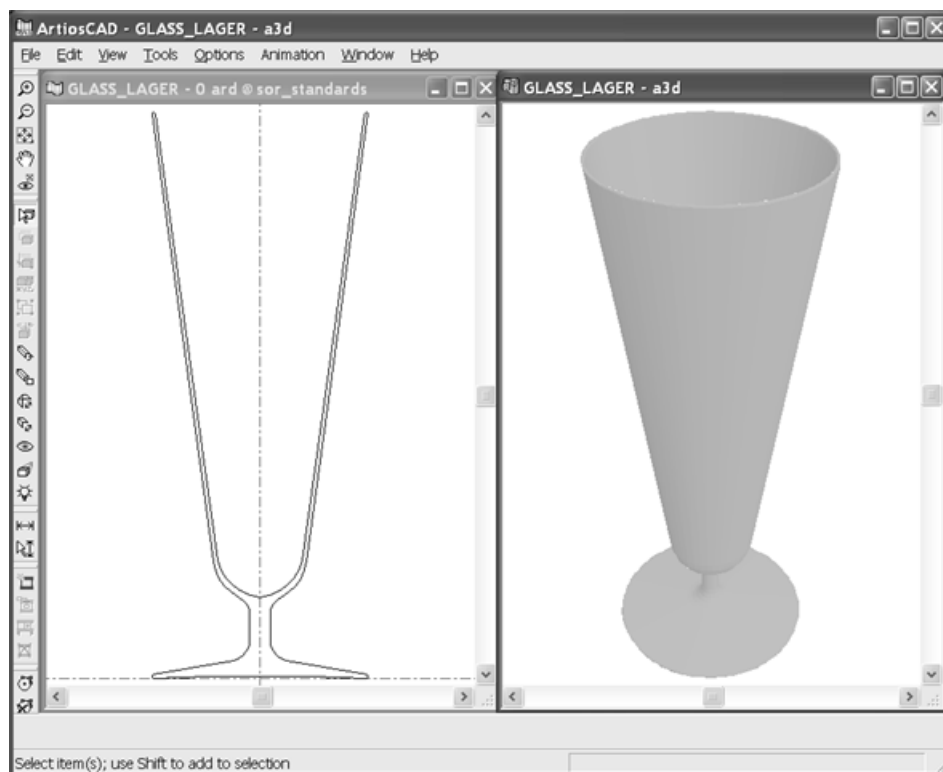 ArtiosCAD - GLASS_LAGER - a3d
File Edit View Tools Options Animation Window Help
GLASS_LAGER - 0 ard @ sor_standards
GLASS_LAGER - a3d
Select item(s); use Shift to add to selection